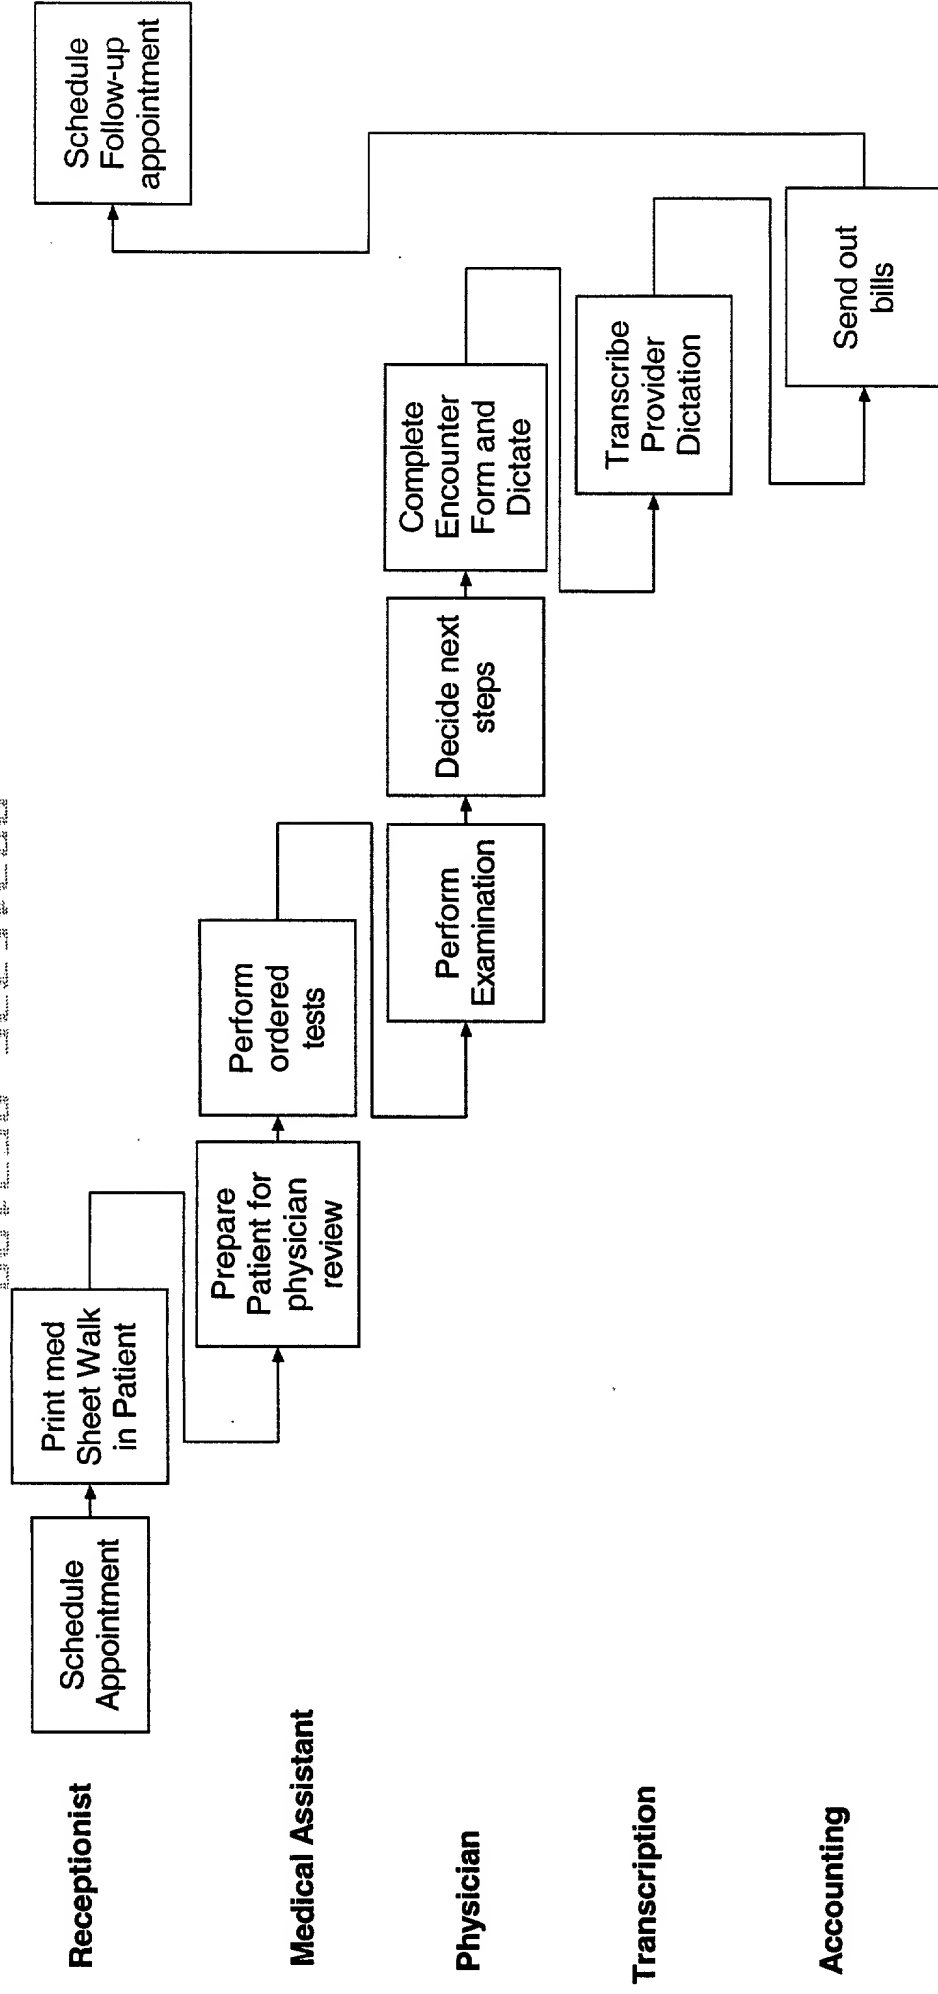 Receptionist
Schedule
Appointment
Print med
Sheet Walk
in Patient
Schedule
Follow-up
appointment
Medical Assistant
Prepare
Patient for
physician
review
Perform
ordered
tests
Physician
Perform
Examination
Decide next
steps
Complete
Encounter
Form and
Dictate
Transcription
Transcribe
Provider
Dictation
Accounting
Send out
bills